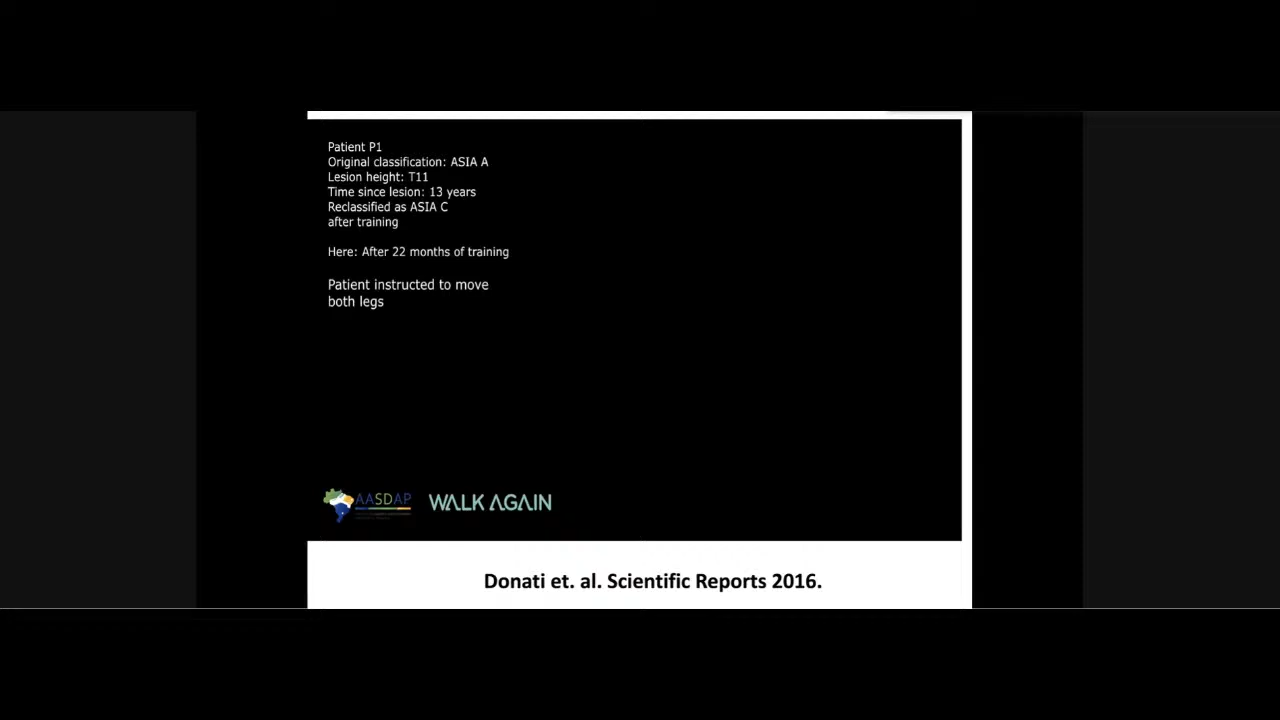 Patient P1
Original classification: ASIA A
Lesion height: T11
Time since lesion: 13 years
Reclassified as ASIA C
after training
Here: After 22 months of training
Patient instructed to move
both legs
AASDAP WALK AGAIN
Donati et. al. Scientific Reports 2016.